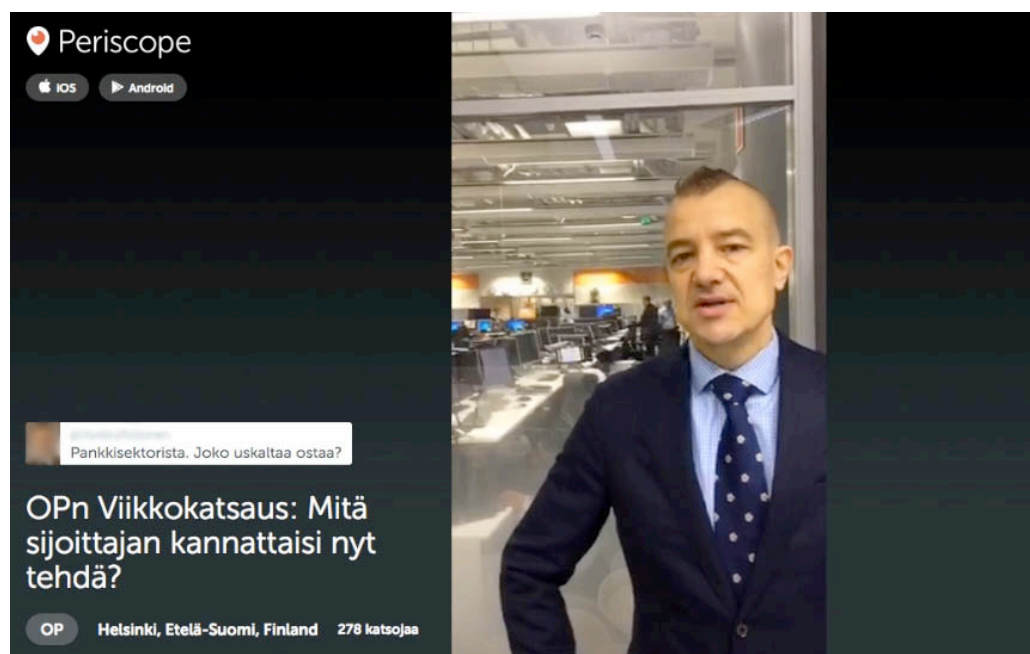 Periscope
iOS
Android
Pankkisektorista. Joko uskaltaa ostaa?
OPn Viikkokatsaus: Mitä
sijoittajan kannattaisi nyt
tehdä?
OP
Helsinki, Etelä-Suomi, Finland
278 katsojaa